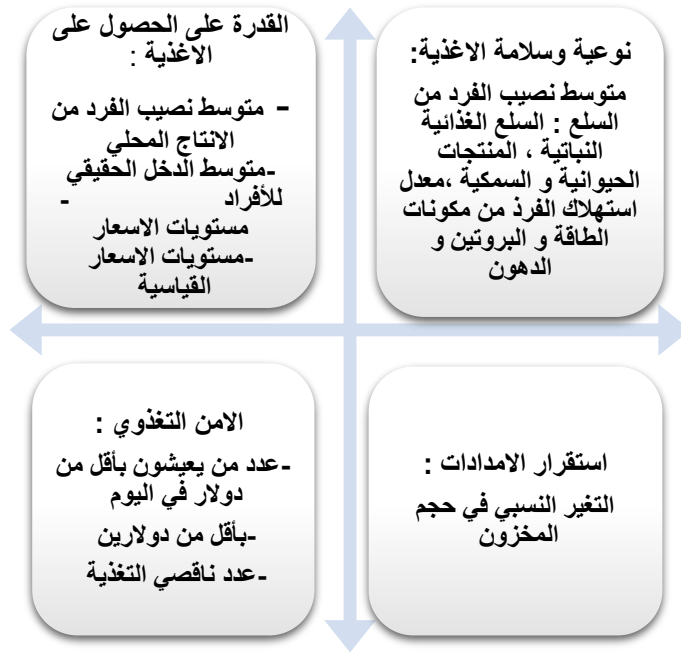 نوعية وسلامة الاغذية:
متوسط نصيب الفرد من
السلع : السلع الغذائية
النباتية ، المنتجات
الحيوانية و السمكية ،معدل
استهلاك الفرذ من مكونات
الطاقة و البروتين و
الدهون
القدرة على الحصول على
الاغذية :
- متوسط نصيب الفرد من
الانتاج المحلي
-متوسط الدخل الحقيقي
للأفراد -
مستويات الاسعار
-مستويات الاسعار
القياسية
استقرار الامدادات :
التغير النسبي في حجم
المخزون
الامن التغذوي :
-عدد من يعيشون بأقل من
دولار في اليوم
-بأقل من دولارين
-عدد ناقصي التغذية